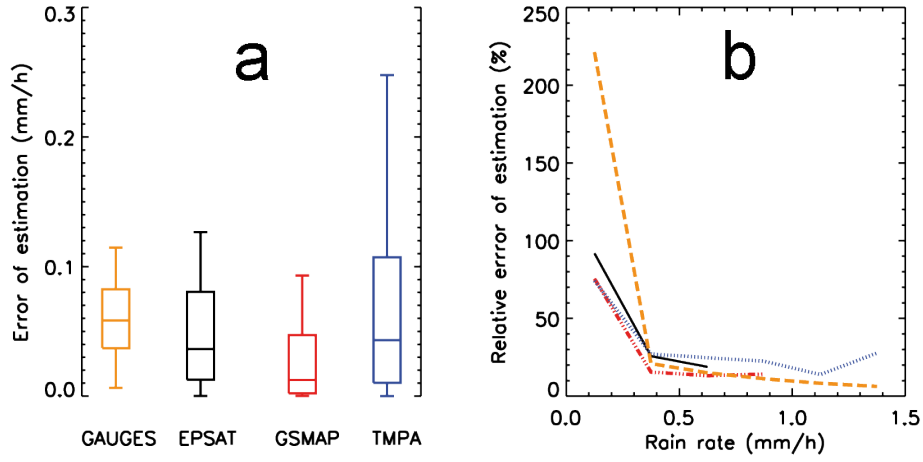 a
Error of estimation (mm/h)
0.3
0.2
0.1
0.0
GAUGES EPSAT GSMAP TMPA
b
Relative errror of estimation (%)
250
200
150
100
50
0
0.0 0.5 1.0 1.5
Rain rate (mm/h)